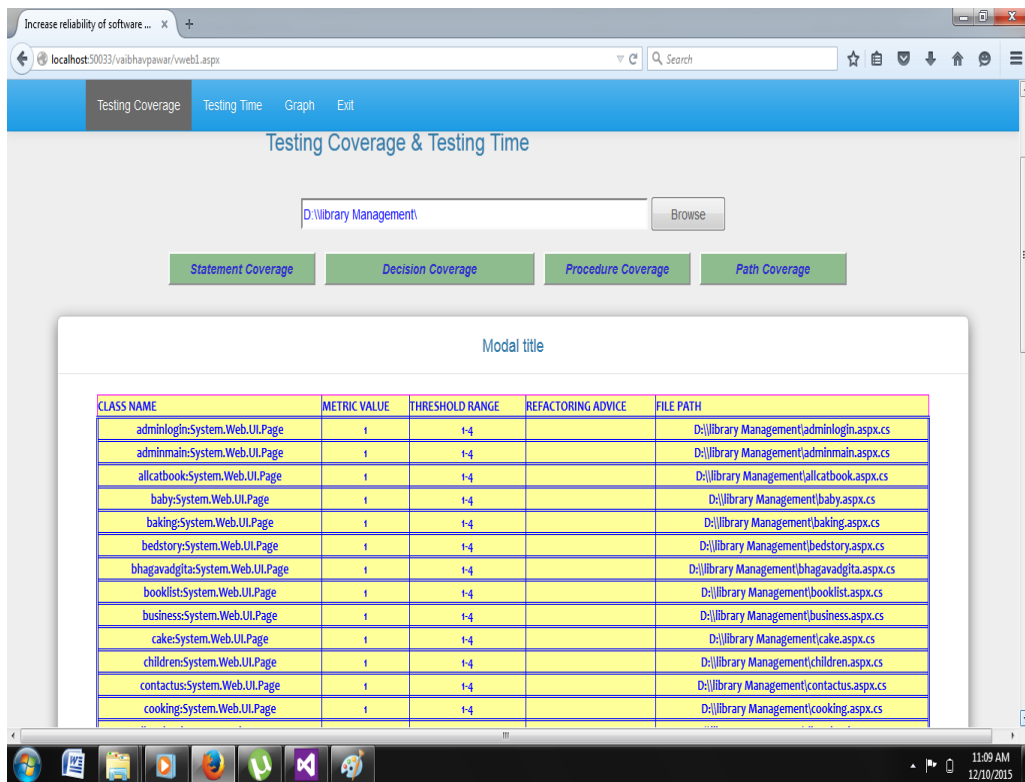 Increase reliability of software ...
localhost:50033/vaibhavpawar/vweb1.aspx
Search
Testing Coverage Testing Time Graph Exit
Testing Coverage & Testing Time
D:\\library Management\ Browse
Statement Coverage Decision Coverage Procedure Coverage Path Coverage
Modal title
CLASS NAME METRIC VALUE THRESHOLD RANGE REFACTORING ADVICE FILE PATH
adminlogin:System.Web.UI.Page 1 1-4 D:\\library Management\adminlogin.aspx.cs
adminmain:System.Web.UI.Page 1 1-4 D:\\library Management\adminmain.aspx.cs
allcatbook:System.Web.UI.Page 1 1-4 D:\\library Management\allcatbook.aspx.cs
baby:System.Web.UI.Page 1 1-4 D:\\library Management\baby.aspx.cs
baking:System.Web.UI.Page 1 1-4 D:\\library Management\baking.aspx.cs
bedstory:System.Web.UI.Page 1 1-4 D:\\library Management\bedstory.aspx.cs
bhagavadgita:System.Web.UI.Page 1 1-4 D:\\library Management\bhagavadgita.aspx.cs
booklist:System.Web.UI.Page 1 1-4 D:\\library Management\booklist.aspx.cs
business:System.Web.UI.Page 1 1-4 D:\\library Management\business.aspx.cs
cake:System.Web.UI.Page 1 1-4 D:\\library Management\cake.aspx.cs
children:System.Web.UI.Page 1 1-4 D:\\library Management\children.aspx.cs
contactus:System.Web.UI.Page 1 1-4 D:\\library Management\contactus.aspx.cs
cooking:System.Web.UI.Page 1 1-4 D:\\library Management\cooking.aspx.cs
11:09 AM
12/10/2015